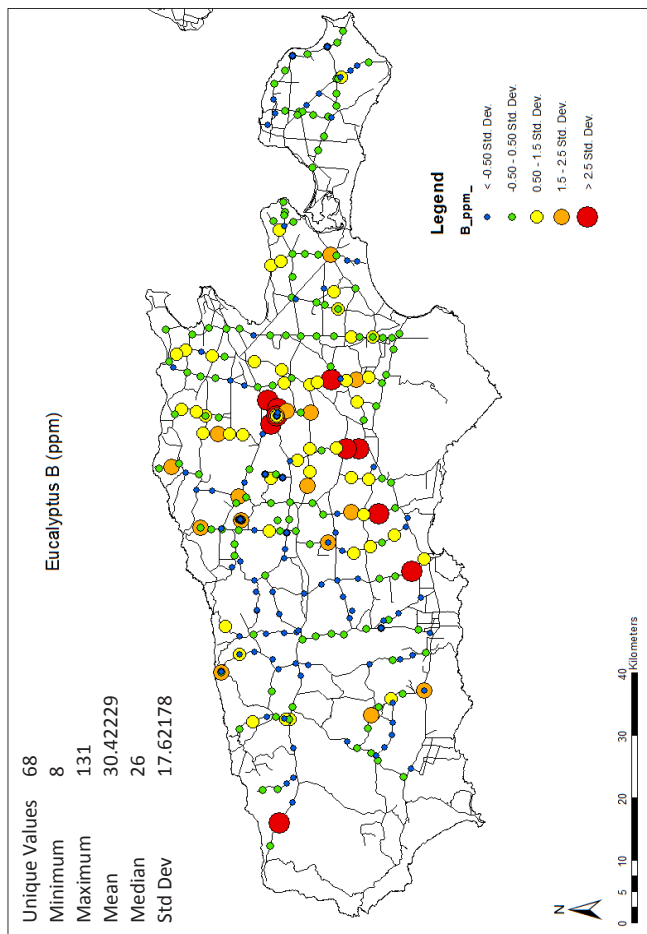 Eucalyptus B (ppm)
Unique Values 68
Minimum 8
Maximum 131
Mean 30.42229
Median 26
Std Dev 17.62178
Legend
B_ppm_
< -0.50 Std. Dev.
-0.50 - 0.50 Std. Dev.
0.50 - 1.5 Std. Dev.
1.5 - 2.5 Std. Dev.
> 2.5 Std. Dev.
N
0 5 10 20 30 40
Kilometers